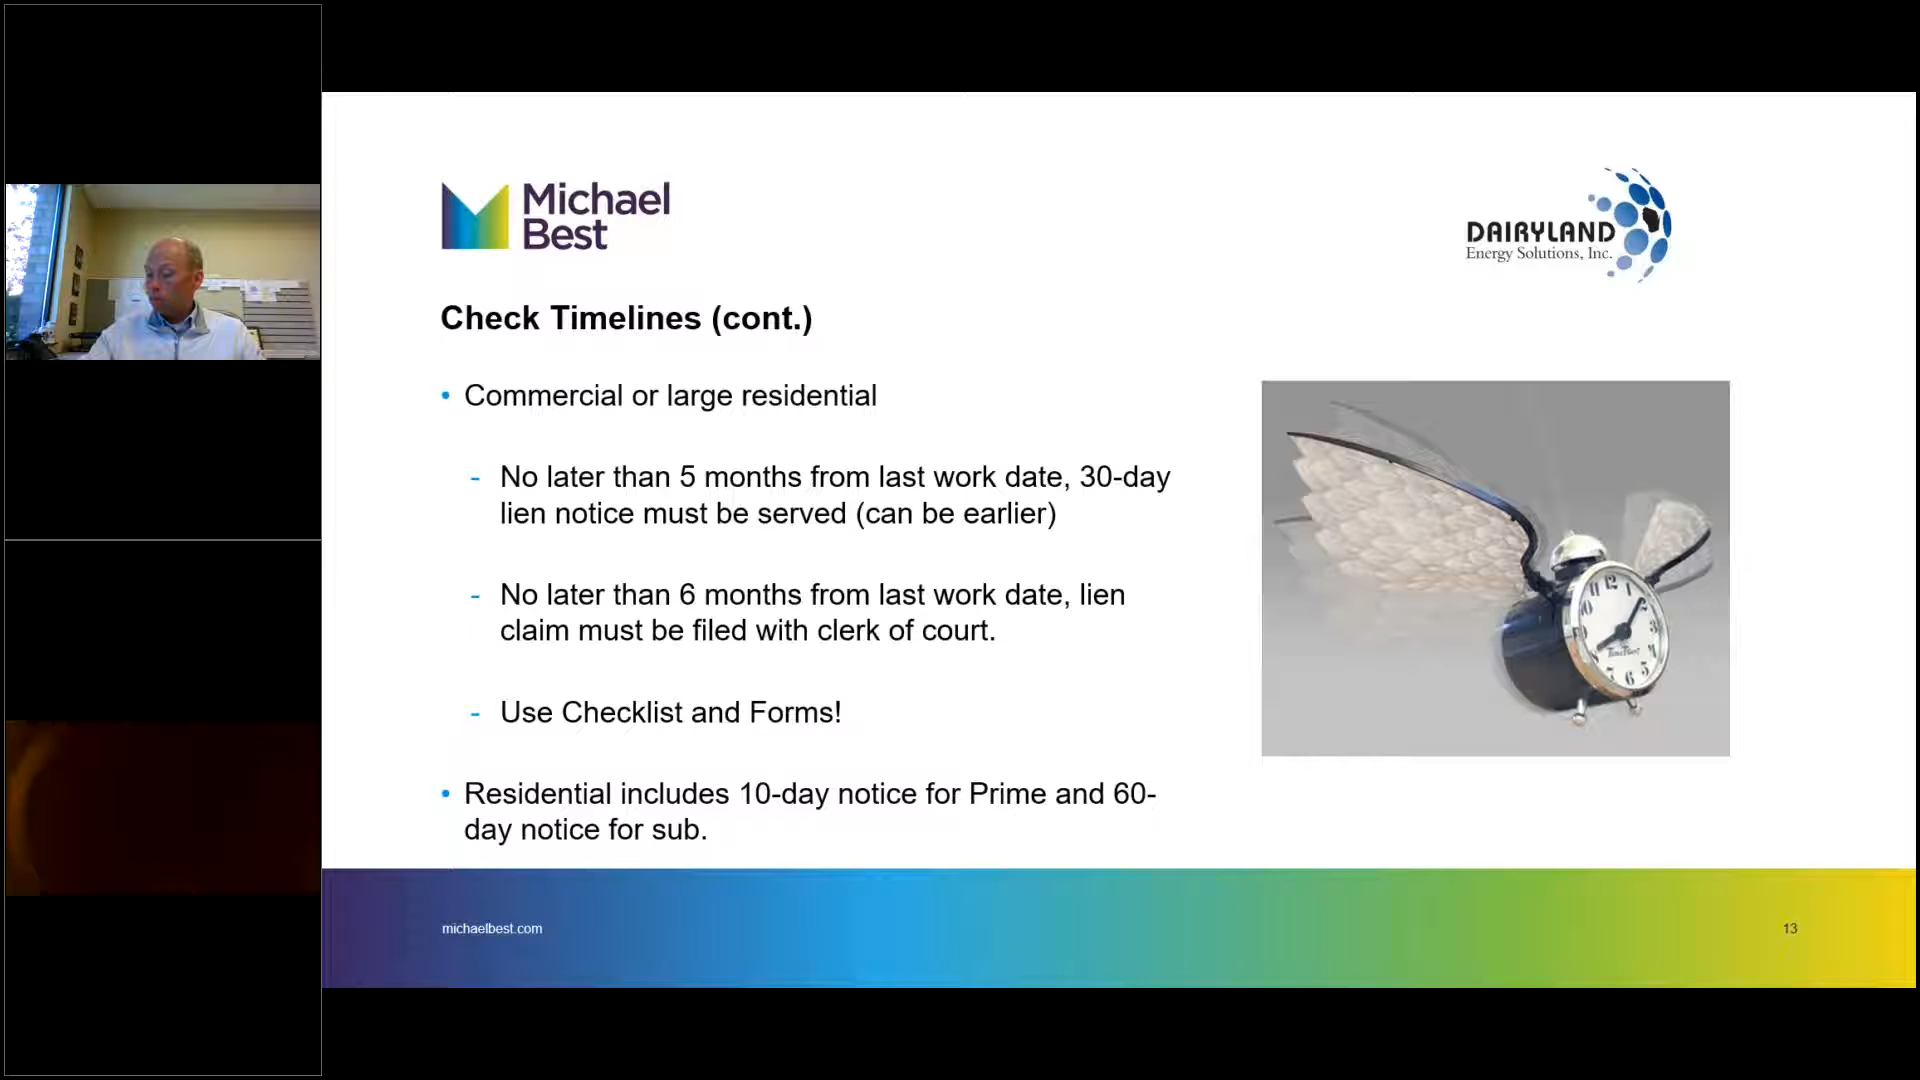 Michael
Best
DAIRYLAND
Energy Solutions, Inc.
Check Timelines (cont.)
• Commercial or large residential
- No later than 5 months from last work date, 30-day
lien notice must be served (can be earlier)
- No later than 6 months from last work date, lien
claim must be filed with clerk of court.
- Use Checklist and Forms!
• Residential includes 10-day notice for Prime and 60-
day notice for sub.
michaelbest.com
13